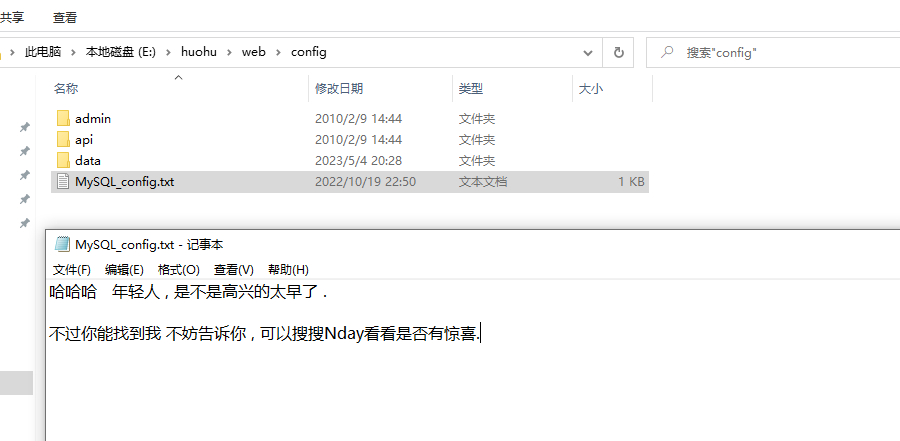 共享 查看
此电脑 本地磁盘 (E:) huohu web config 搜索"config"
名称 修改日期 类型 大小
admin 2010/2/9 14:44 文件夹
api 2010/2/9 14:44 文件夹
data 2023/5/4 20:28 文件夹
MySQL_config.txt 2022/10/19 22:50 文本文档 1 KB
MySQL_config.txt - 记事本
文件(F) 编辑(E) 格式(O) 查看(V) 帮助(H)
哈哈哈 年轻人，是不是高兴的太早了 .
不过你能找到我 不妨告诉你，可以搜搜Nday看看是否有惊喜.